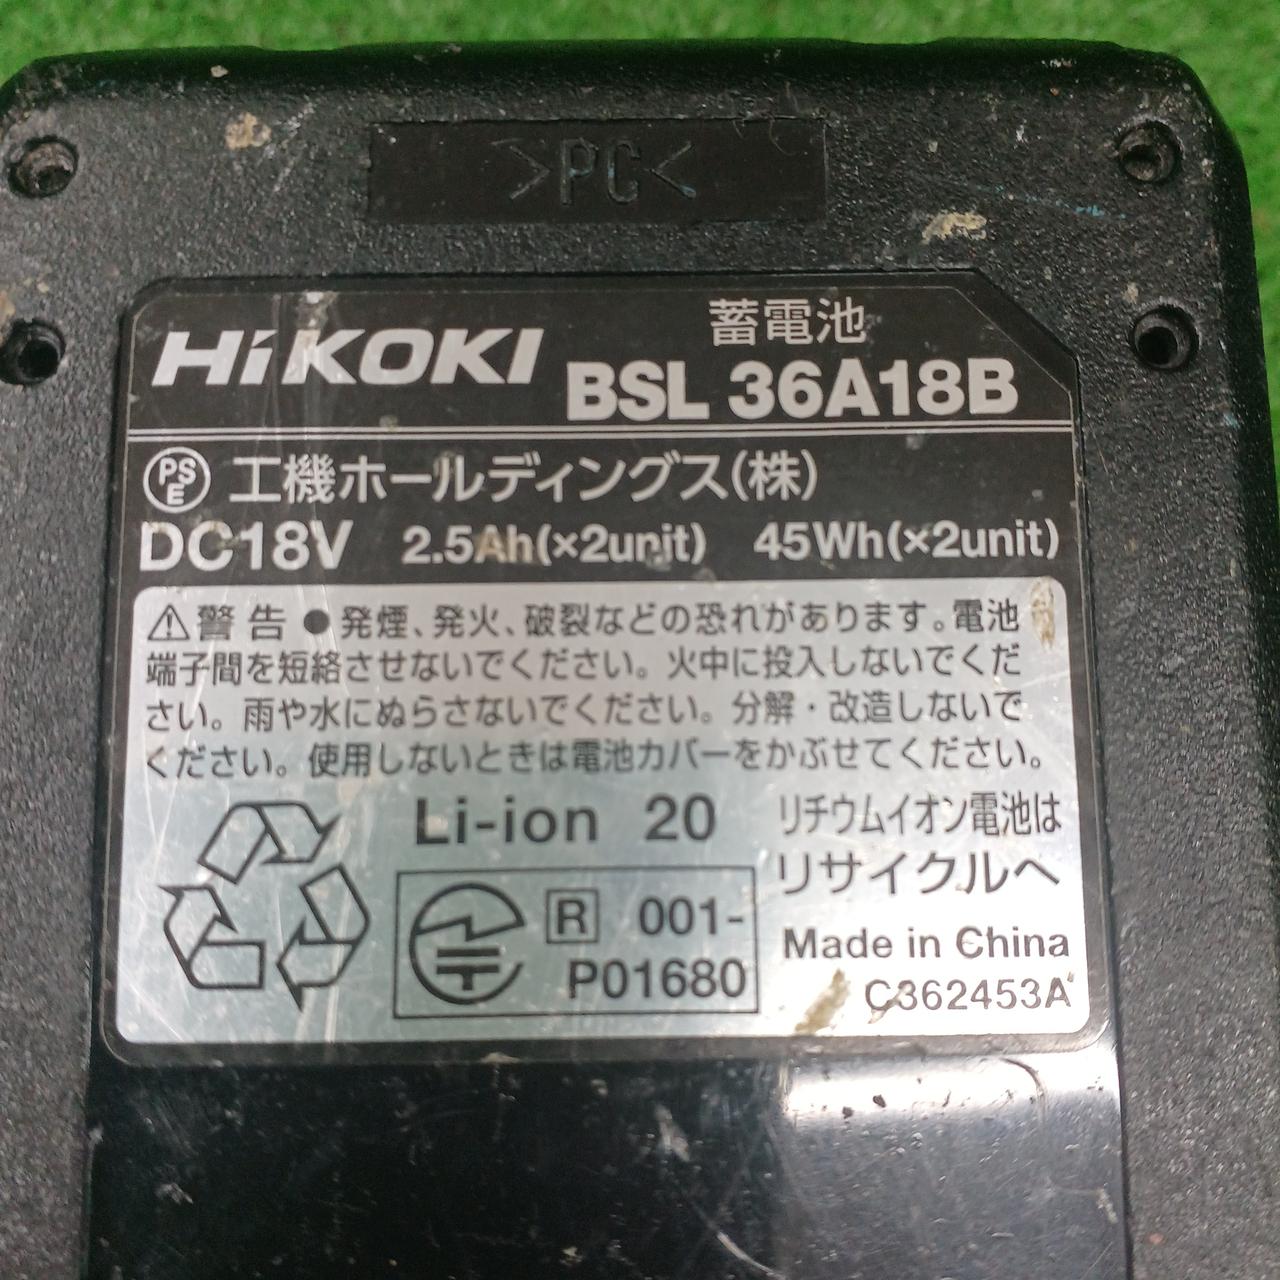 >PC<
HiKOKI
蓄電池
BSL 36A18B
PSE 工機ホールディングス(株)
DC18V 2.5Ah(×2unit) 45Wh(×2unit)
⚠警告 ●発煙、発火、破裂などの恐れがあります。電池
端子間を短絡させないでください。火中に投入しないでくだ
さい。雨や水にぬらさないでください。分解・改造しないで
ください。使用しないときは電池カバーをかぶせてください。
Li-ion 20
R 001-
P01680
リチウムイオン電池は
リサイクルへ
Made in China
C362453A